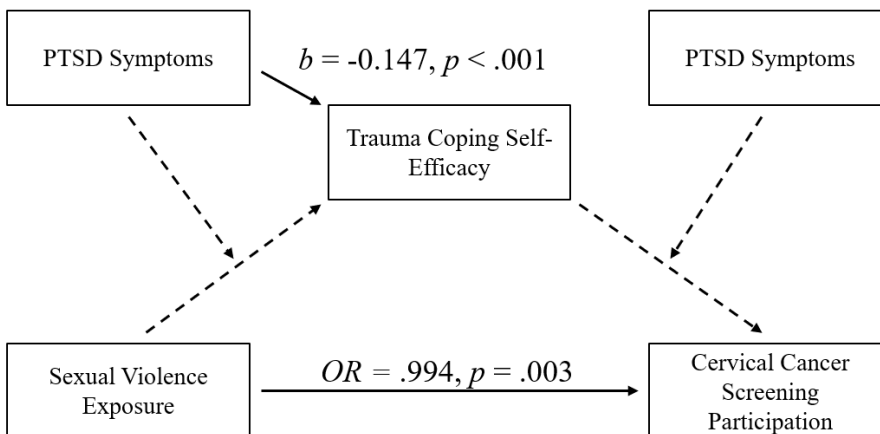 PTSD Symptoms
b = -0.147, p < .001
PTSD Symptoms
Trauma Coping Self-
Efficacy
Sexual Violence
Exposure
OR = .994, p = .003
Cervical Cancer
Screening
Participation